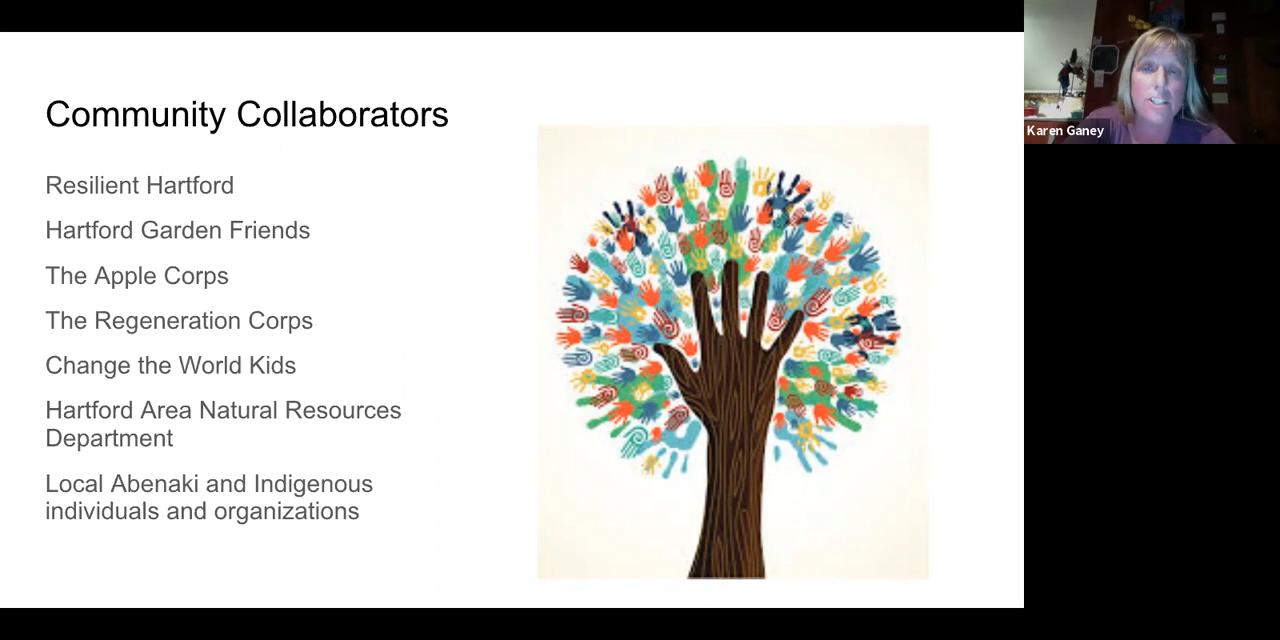 Community Collaborators
Resilient Hartford
Hartford Garden Friends
The Apple Corps
The Regeneration Corps
Change the World Kids
Hartford Area Natural Resources
Department
Local Abenaki and Indigenous
individuals and organizations
Karen Ganey